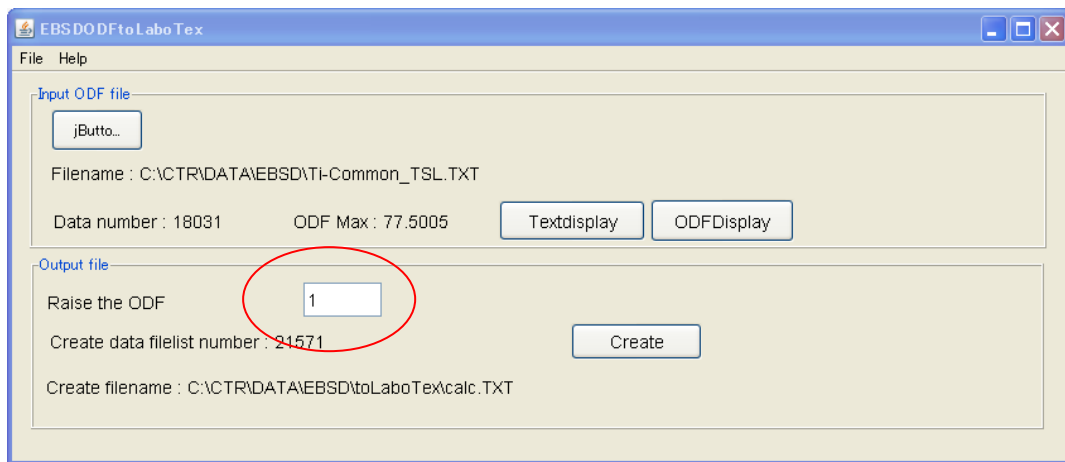 EBSDODFtoLaboTex
File Help
Input ODF file
jButto...
Filename : C:\CTR\DATA\EBSD\Ti-Common_TSL.TXT
Data number : 18031 ODF Max : 77.5005 Textdisplay ODFDisplay
Output file
Raise the ODF 1
Create data filelist number : 21571 Create
Create filename : C:\CTR\DATA\EBSD\toLaboTex\calc.TXT